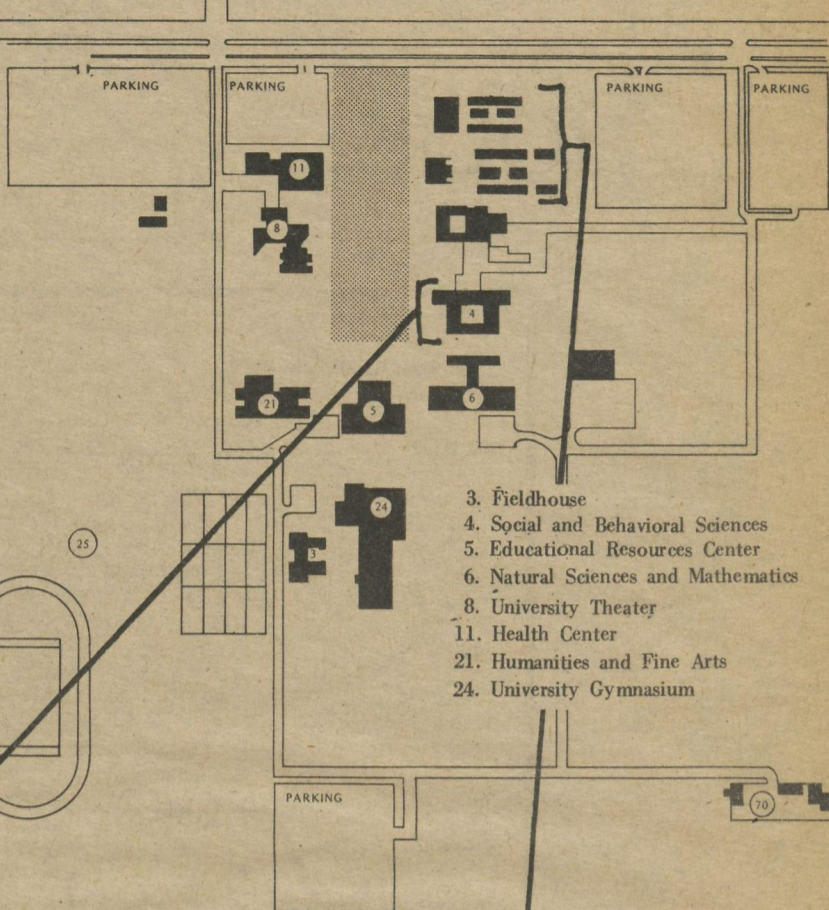 PARKING
PARKING
PARKING
PARKING
11
8
4
21
5
6
24
3
25
3. Fieldhouse
4. Social and Behavioral Sciences
5. Educational Resources Center
6. Natural Sciences and Mathematics
8. University Theater
11. Health Center
21. Humanities and Fine Arts
24. University Gymnasium
PARKING
70